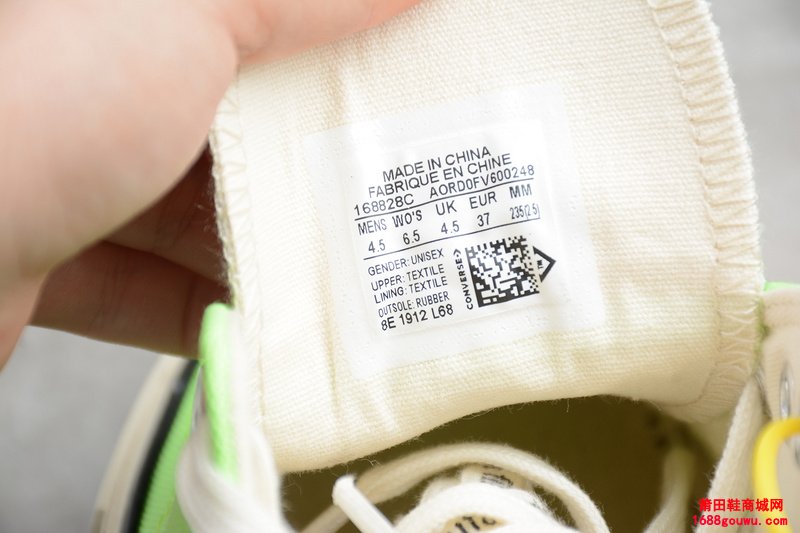 MADE IN CHINA
FABRIQUE EN CHINE
168828C AORD0FV600248
MENS WO'S UK EUR MM
4.5 6.5 4.5 37 235(2.5)
GENDER: UNISEX
UPPER: TEXTILE
LINING: TEXTILE
OUTSOLE: RUBBER
8E 1912 L68
CONVERSE
莆田鞋商城网
1688gouwu.com